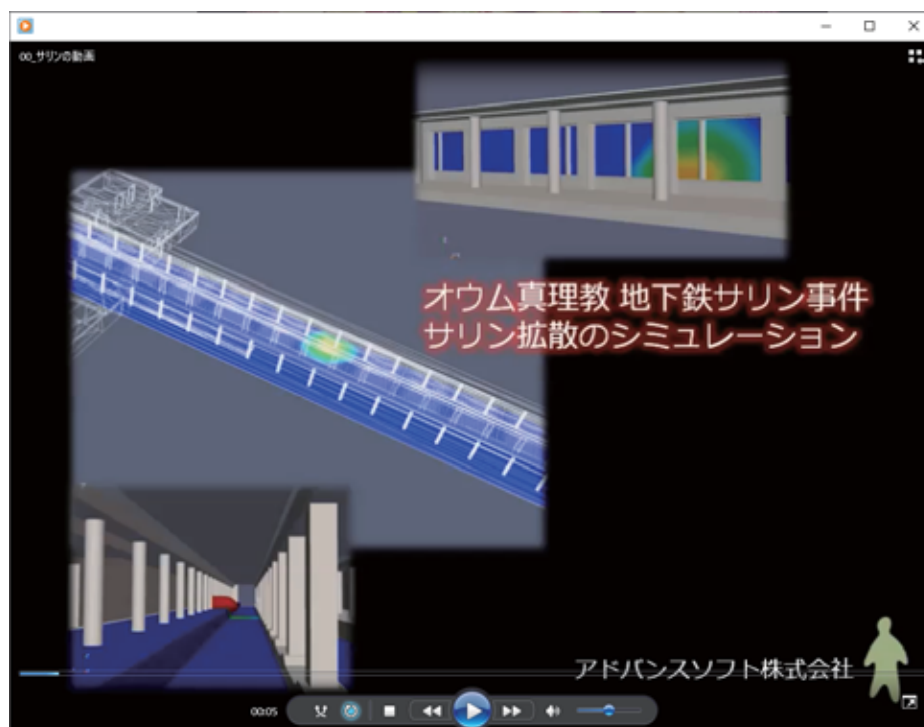 00_サリンの動画
オウム真理教 地下鉄サリン事件
サリン拡散のシミュレーション
アドバンスソフト株式会社
00:05